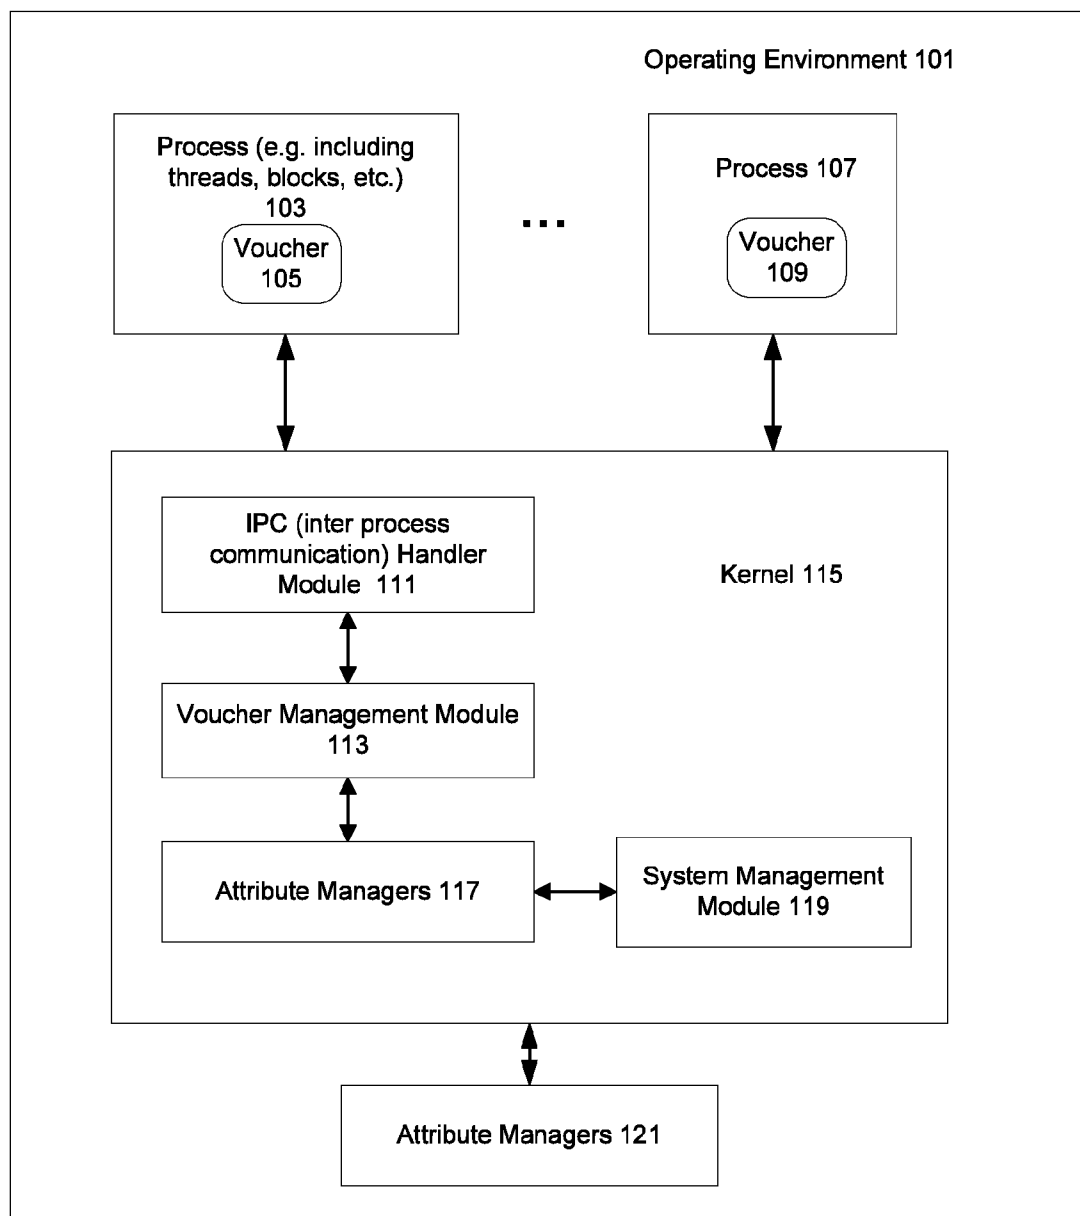 Operating Environment 101
Process (e.g. including
threads, blocks, etc.)
103
Voucher
105
...
Process 107
Voucher
109
IPC (inter process
communication) Handler
Module 111
Kernel 115
Voucher Management Module
113
Attribute Managers 117
System Management
Module 119
Attribute Managers 121